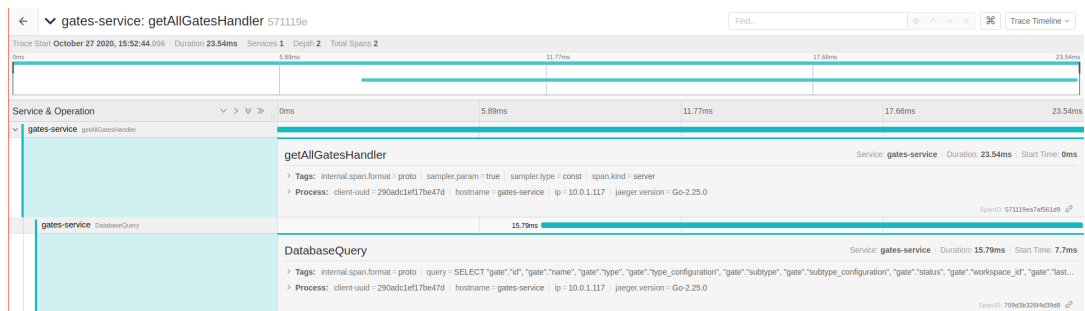 gates-service: getAllGatesHandler 571119e
Find...
⌘
Trace Timeline
Trace Start October 27 2020, 15:52:44.006 Duration 23.54ms Services 1 Depth 2 Total Spans 2
0ms 5.89ms 11.77ms 17.66ms 23.54ms
Service & Operation 0ms 5.89ms 11.77ms 17.66ms 23.54ms
gates-service getAllGatesHandler
getAllGatesHandler Service: gates-service Duration: 23.54ms Start Time: 0ms
Tags: internal.span.format = proto sampler.param = true sampler.type = const span.kind = server
Process: client-uuid = 290adc1ef17be47d hostname = gates-service ip = 10.0.1.117 jaeger.version = Go-2.25.0
SpanID: 571119ea7af561d9
gates-service DatabaseQuery 15.79ms
DatabaseQuery Service: gates-service Duration: 15.79ms Start Time: 7.7ms
Tags: internal.span.format = proto query = SELECT "gate"."id", "gate"."name", "gate"."type", "gate"."type_configuration", "gate"."subtype", "gate"."subtype_configuration", "gate"."status", "gate"."workspace_id", "gate"."last...
Process: client-uuid = 290adc1ef17be47d hostname = gates-service ip = 10.0.1.117 jaeger.version = Go-2.25.0
SpanID: 709d3b326f4d39d8